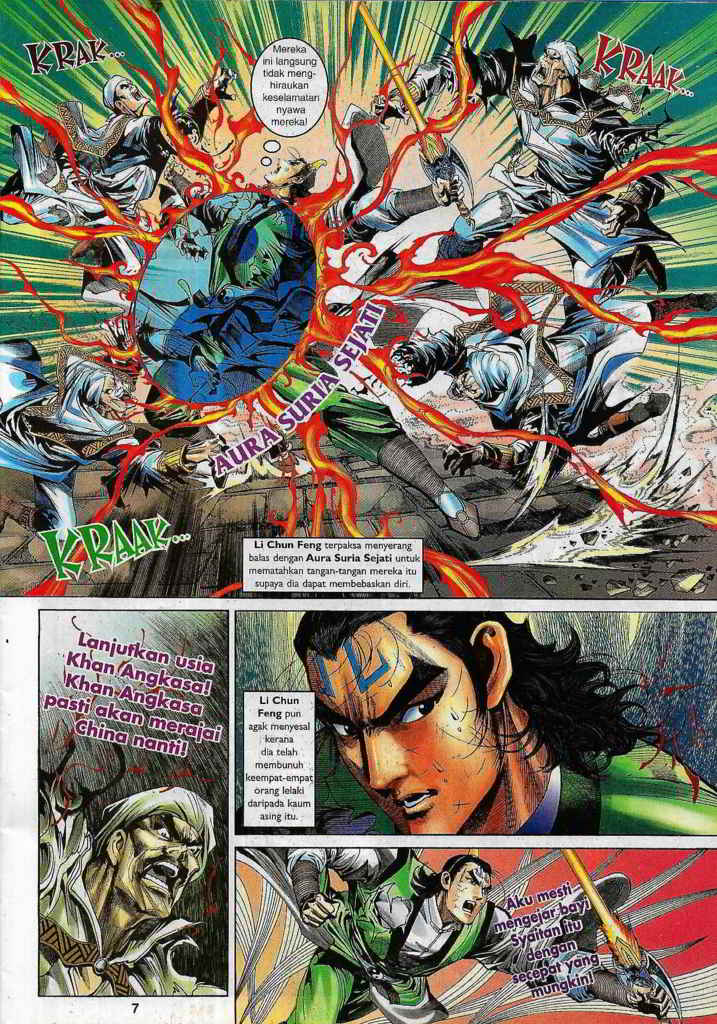 KRAK...
Mereka
ini langsung
tidak meng-
hiraukan
keselamatan
nyawa
mereka!
KRAAK...
AURA SURIA SEJATI
KRAAK...
Li Chun Feng terpaksa menyerang
balas dengan Aura Suria Sejati untuk
mematahkan tangan-tangan mereka itu
supaya dia dapat membebaskan diri.
Lanjutkan usia
Khan Angkasa!
Khan Angkasa
pasti akan merajai
China nanti!
Li Chun
Feng pun
agak menyesal
kerana
dia telah
membunuh
keempat-empat
orang lelaki
daripada kaum
asing itu.
Aku mesti
mengejar bayi
Syaitan itu
dengan
secepat yang
mungkin!
7